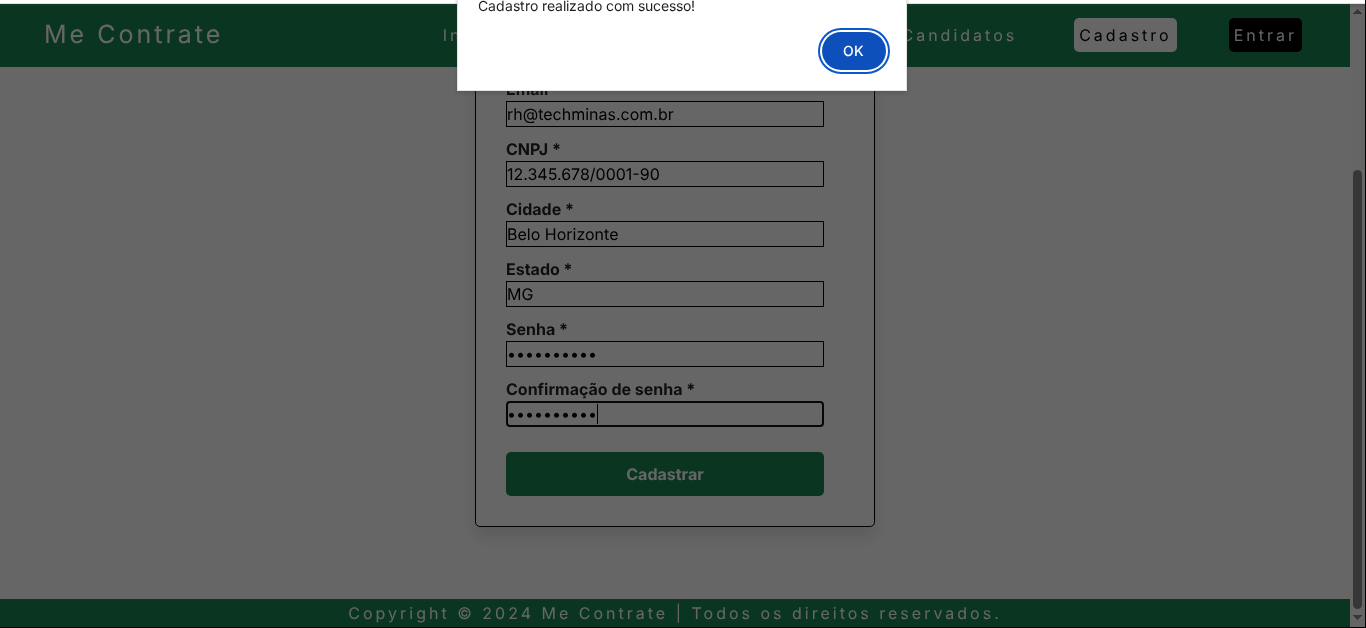 Cadastro realizado com sucesso!
OK
Me Contrate
Candidatos
Cadastro
Entrar
Email
rh@techminas.com.br
CNPJ *
12.345.678/0001-90
Cidade *
Belo Horizonte
Estado *
MG
Senha *
••••••••••
Confirmação de senha *
••••••••••
Cadastrar
Copyright © 2024 Me Contrate | Todos os direitos reservados.